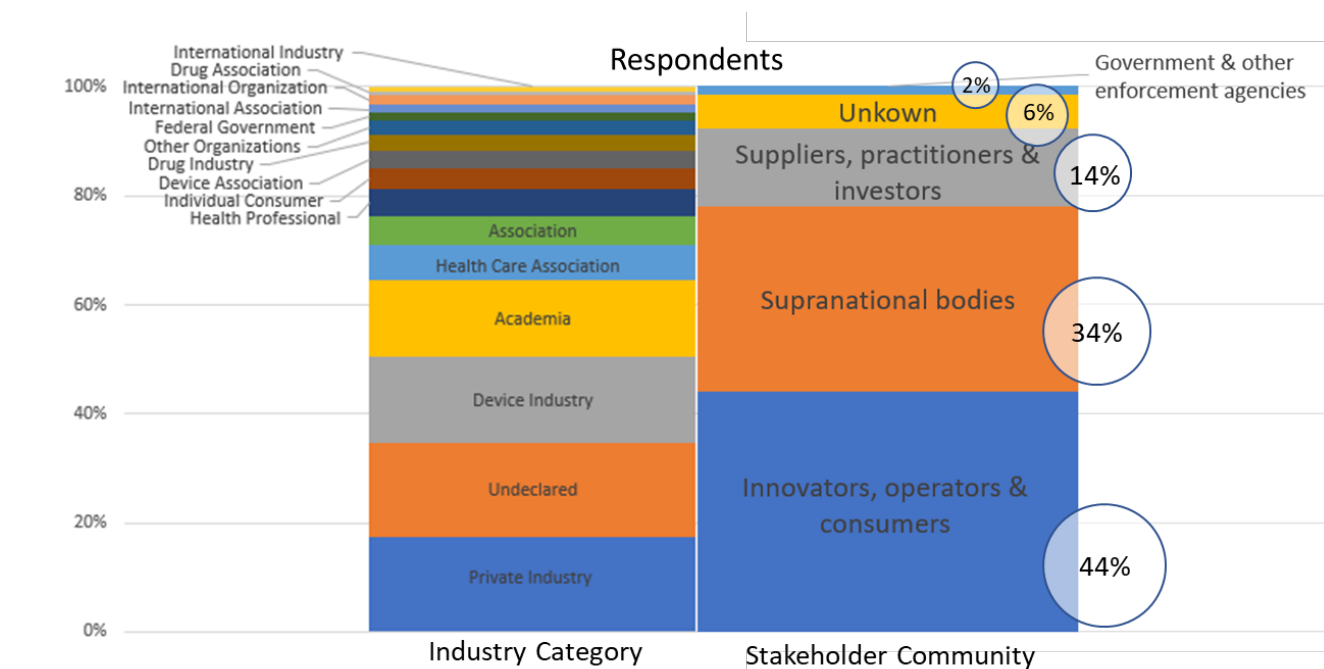 Respondents
International Industry
Drug Association
International Organization
International Association
Federal Government
Other Organizations
Drug Industry
Device Association
Individual Consumer
Health Professional
100%
80%
60%
40%
20%
0%
Association
Health Care Association
Academia
Device Industry
Undeclared
Private Industry
Government & other
enforcement agencies
2%
Unkown
6%
Suppliers, practitioners &
investors
14%
Supranational bodies
34%
Innovators, operators &
consumers
44%
Industry Category
Stakeholder Community